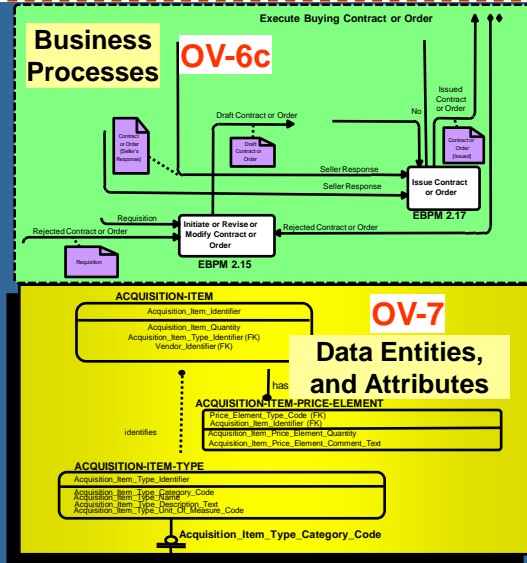 Execute Buying Contract or Order
Business
Processes
OV-6c
Issued
Contract
or Order
Draft Contract or Order
No
Contract
or Order
[Seller's
Response]
Draft
Contract or
Order
Contract
or
Order
[Issued]
Seller Response
Seller Response
Issue Contract
or Order
EBPM 2.17
Requisition
Rejected Contract or Order
Initiate or Revise or
Modify Contract or
Order
Rejected Contract or Order
Requisition
EBPM 2.15
ACQUISITION-ITEM
Acquisition_Item_Identifier
Acquisition_Item_Quantity
Acquisition_Item_Type_Identifier (FK)
Vendor_Identifier (FK)
OV-7
Data Entities,
and Attributes
has
ACQUISITION-ITEM-PRICE-ELEMENT
Price_Element_Type_Code (FK)
Acquisition_Item_Identifier (FK)
Acquisition_Item_Price_Element_Quantity
Acquisition_Item_Price_Element_Comment_Text
identifies
ACQUISITION-ITEM-TYPE
Acquisition_Item_Type_Identifier
Acquisition_Item_Type_Category_Code
Acquisition_Item_Type_Name
Acquisition_Item_Type_Description_Text
Acquisition_Item_Type_Unit_Of_Measure_Code
Acquisition_Item_Type_Category_Code